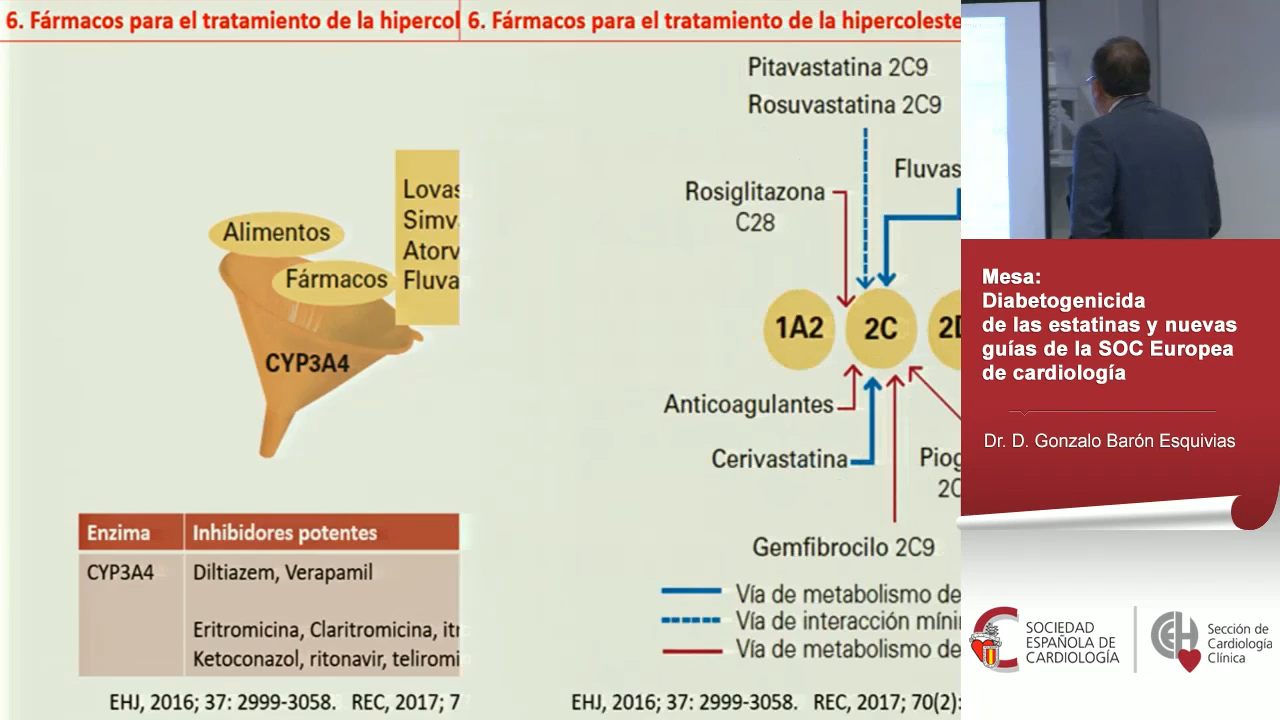 6. Fármacos para el tratamiento de la hipercol
Alimentos
Fármacos
CYP3A4
Lovas
Simv
Atorv
Fluva
Enzima Inhibidores potentes
CYP3A4 Diltiazem, Verapamil
Eritromicina, Claritromicina, itr
Ketoconazol, ritonavir, teliromi
EHJ, 2016; 37: 2999-3058. REC, 2017; 7
6. Fármacos para el tratamiento de la hipercoleste
Pitavastatina 2C9
Rosuvastatina 2C9
Fluvas
Rosiglitazona
C28
1A2 2C 2D
Anticoagulantes
Cerivastatina
Piog
2C
Gemfibrocilo 2C9
Vía de metabolismo de
Vía de interacción míni
Vía de metabolismo de
EHJ, 2016; 37: 2999-3058. REC, 2017; 70(2):
Mesa:
Diabetogenicida
de las estatinas y nuevas
guías de la SOC Europea
de cardiología
Dr. D. Gonzalo Barón Esquivias
SOCIEDAD
ESPAÑOLA DE
CARDIOLOGÍA
Sección de
Cardiología
Clínica